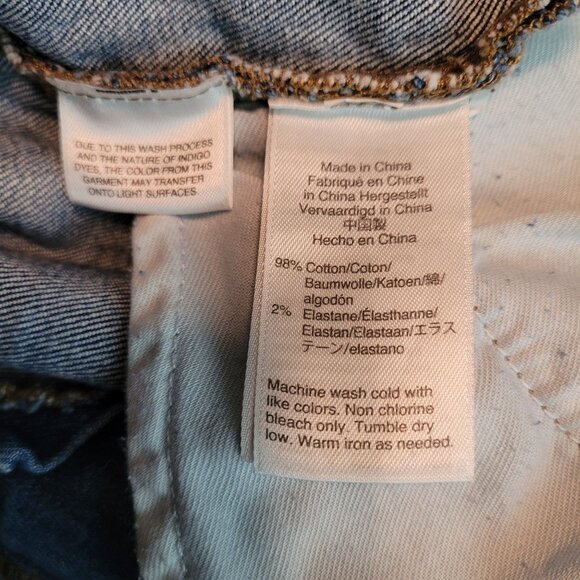 DUE TO THIS WASH PROCESS
AND THE NATURE OF INDIGO
DYES, THE COLOR FROM THIS
GARMENT MAY TRANSFER
ONTO LIGHT SURFACES.
Made in China
Fabriqué en Chine
in China Hergestellt
Vervaardigd in China
中国製
Hecho en China
98% Cotton/Coton/
Baumwolle/Katoen/綿/
algodón
2% Elastane/Élasthanne/
Elastan/Elastaan/エラス
テーン/elastano
Machine wash cold with
like colors. Non chlorine
bleach only. Tumble dry
low. Warm iron as needed.